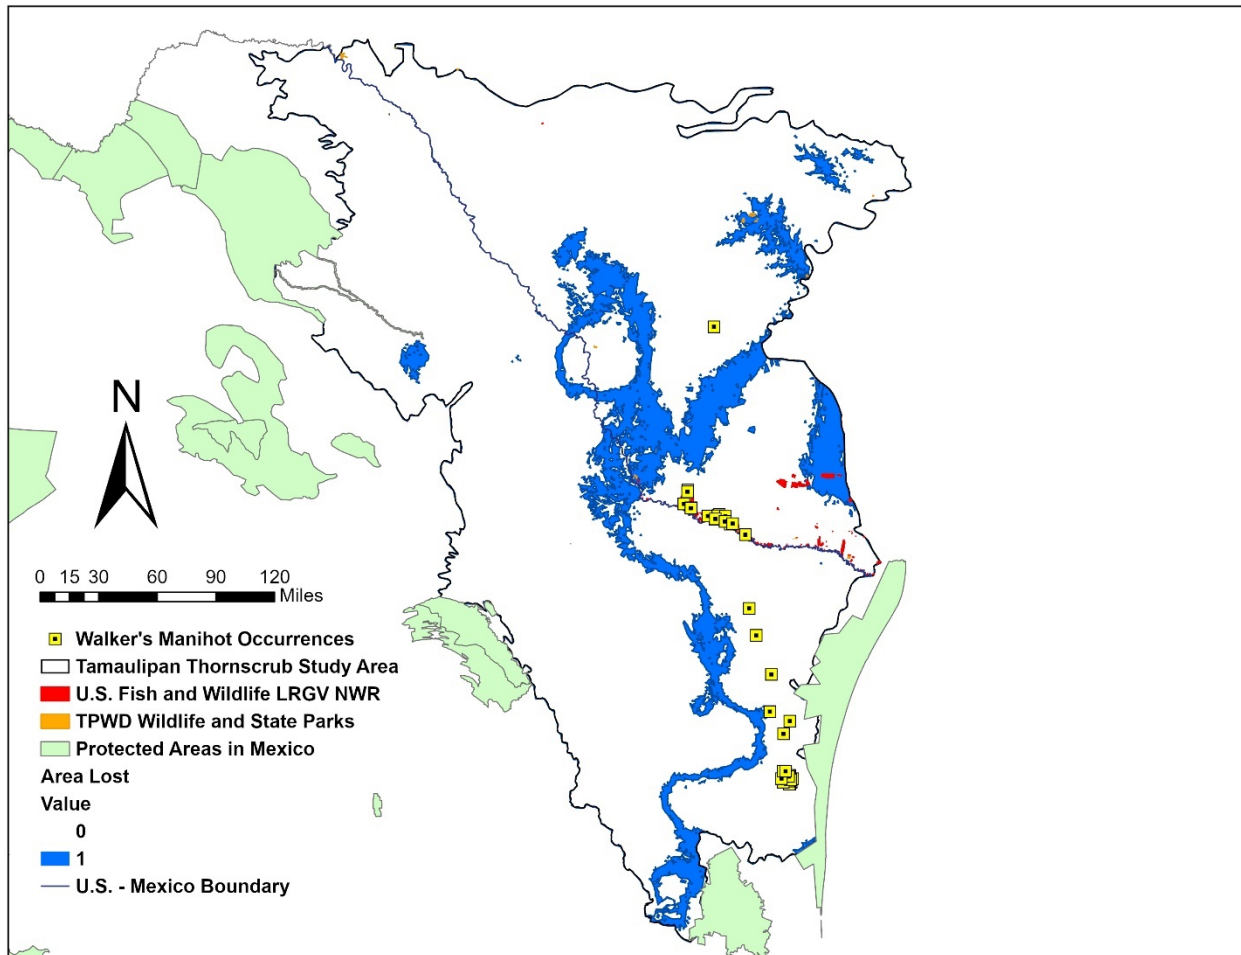 N
0 15 30 60 90 120
Miles
Walker's Manihot Occurrences
Tamaulipan Thornscrub Study Area
U.S. Fish and Wildlife LRGV NWR
TPWD Wildlife and State Parks
Protected Areas in Mexico
Area Lost
Value
0
1
U.S. - Mexico Boundary